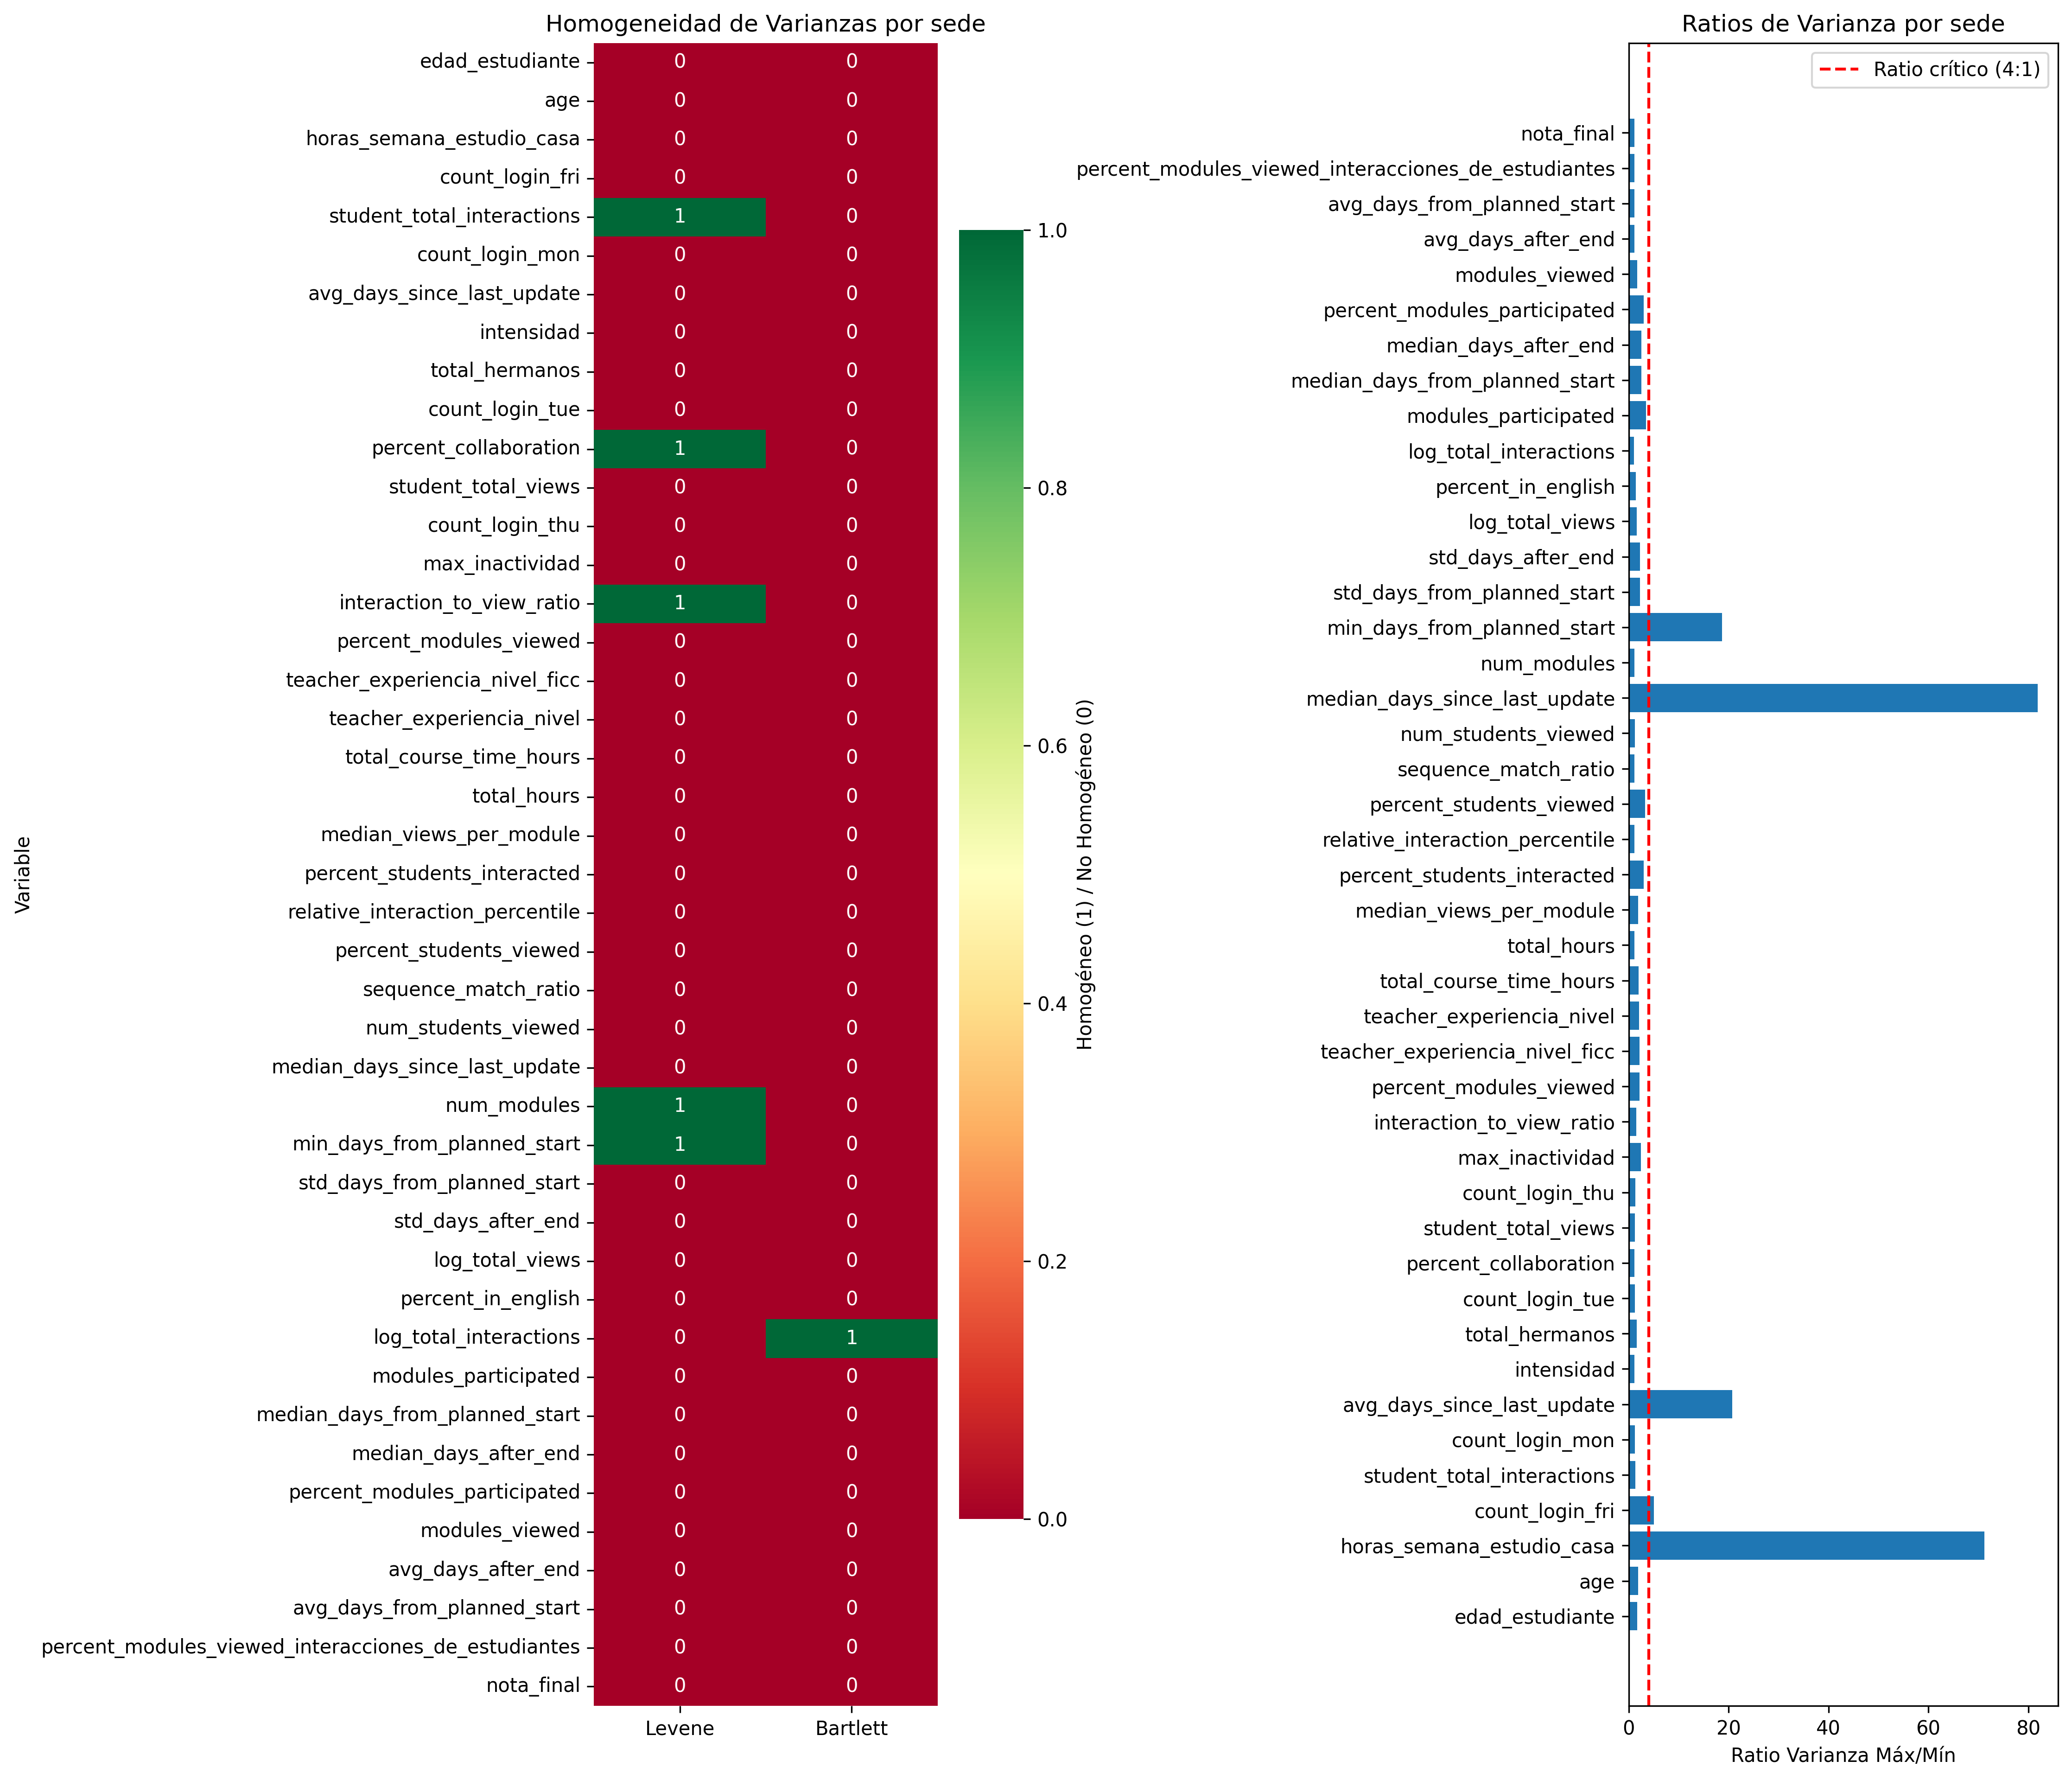 Homogeneidad de Varianzas por sede
Variable
edad_estudiante 0 0
age 0 0
horas_semana_estudio_casa 0 0
count_login_fri 0 0
student_total_interactions 1 0
count_login_mon 0 0
avg_days_since_last_update 0 0
intensidad 0 0
total_hermanos 0 0
count_login_tue 0 0
percent_collaboration 1 0
student_total_views 0 0
count_login_thu 0 0
max_inactividad 0 0
interaction_to_view_ratio 1 0
percent_modules_viewed 0 0
teacher_experiencia_nivel_ficc 0 0
teacher_experiencia_nivel 0 0
total_course_time_hours 0 0
total_hours 0 0
median_views_per_module 0 0
percent_students_interacted 0 0
relative_interaction_percentile 0 0
percent_students_viewed 0 0
sequence_match_ratio 0 0
num_students_viewed 0 0
median_days_since_last_update 0 0
num_modules 1 0
min_days_from_planned_start 1 0
std_days_from_planned_start 0 0
std_days_after_end 0 0
log_total_views 0 0
percent_in_english 0 0
log_total_interactions 0 1
modules_participated 0 0
median_days_from_planned_start 0 0
median_days_after_end 0 0
percent_modules_participated 0 0
modules_viewed 0 0
avg_days_after_end 0 0
avg_days_from_planned_start 0 0
percent_modules_viewed_interacciones_de_estudiantes 0 0
nota_final 0 0
Levene Bartlett
1.0
0.8
0.6
0.4
0.2
0.0
Homogéneo (1) / No Homogéneo (0)
Ratios de Varianza por sede
Ratio crítico (4:1)
nota_final
percent_modules_viewed_interacciones_de_estudiantes
avg_days_from_planned_start
avg_days_after_end
modules_viewed
percent_modules_participated
median_days_after_end
median_days_from_planned_start
modules_participated
log_total_interactions
percent_in_english
log_total_views
std_days_after_end
std_days_from_planned_start
min_days_from_planned_start
num_modules
median_days_since_last_update
num_students_viewed
sequence_match_ratio
percent_students_viewed
relative_interaction_percentile
percent_students_interacted
median_views_per_module
total_hours
total_course_time_hours
teacher_experiencia_nivel
teacher_experiencia_nivel_ficc
percent_modules_viewed
interaction_to_view_ratio
max_inactividad
count_login_thu
student_total_views
percent_collaboration
count_login_tue
total_hermanos
intensidad
avg_days_since_last_update
count_login_mon
student_total_interactions
count_login_fri
horas_semana_estudio_casa
age
edad_estudiante
0 20 40 60 80
Ratio Varianza Máx/Mín